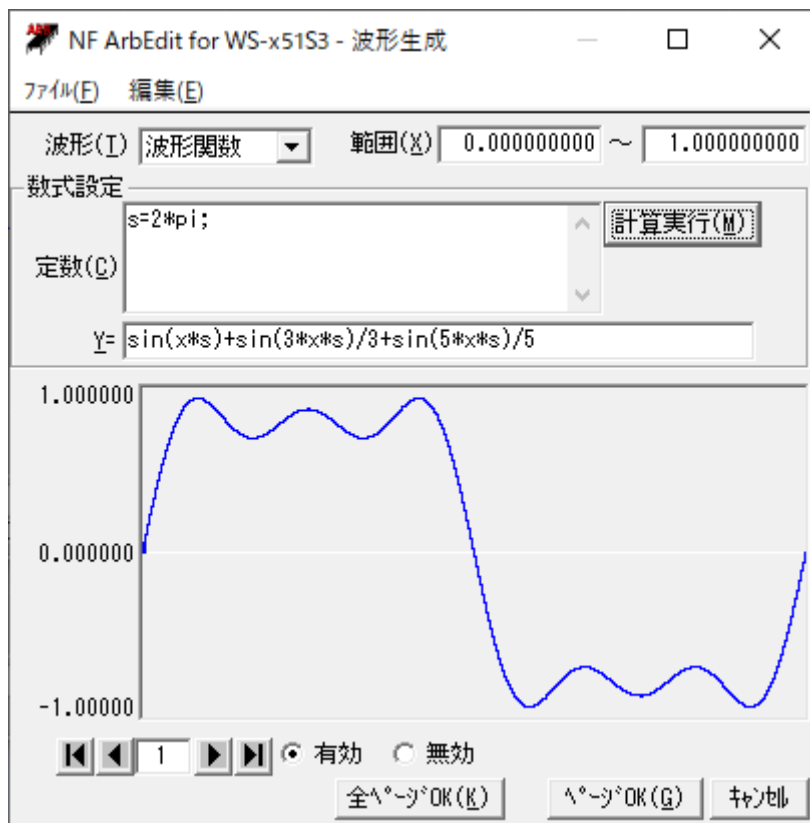 NF ArbEdit for WS-x51S3 - 波形生成
ﾌｧｲﾙ(F) 編集(E)
波形(T) 波形関数 範囲(X) 0.000000000 ～ 1.000000000
数式設定
s=2*pi;
定数(C) 計算実行(M)
Y= sin(x*s)+sin(3*x*s)/3+sin(5*x*s)/5
1.000000
0.000000
-1.00000
1 有効 無効
全ﾍﾟｰｼﾞOK(K) ﾍﾟｰｼﾞOK(G) ｷｬﾝｾﾙ